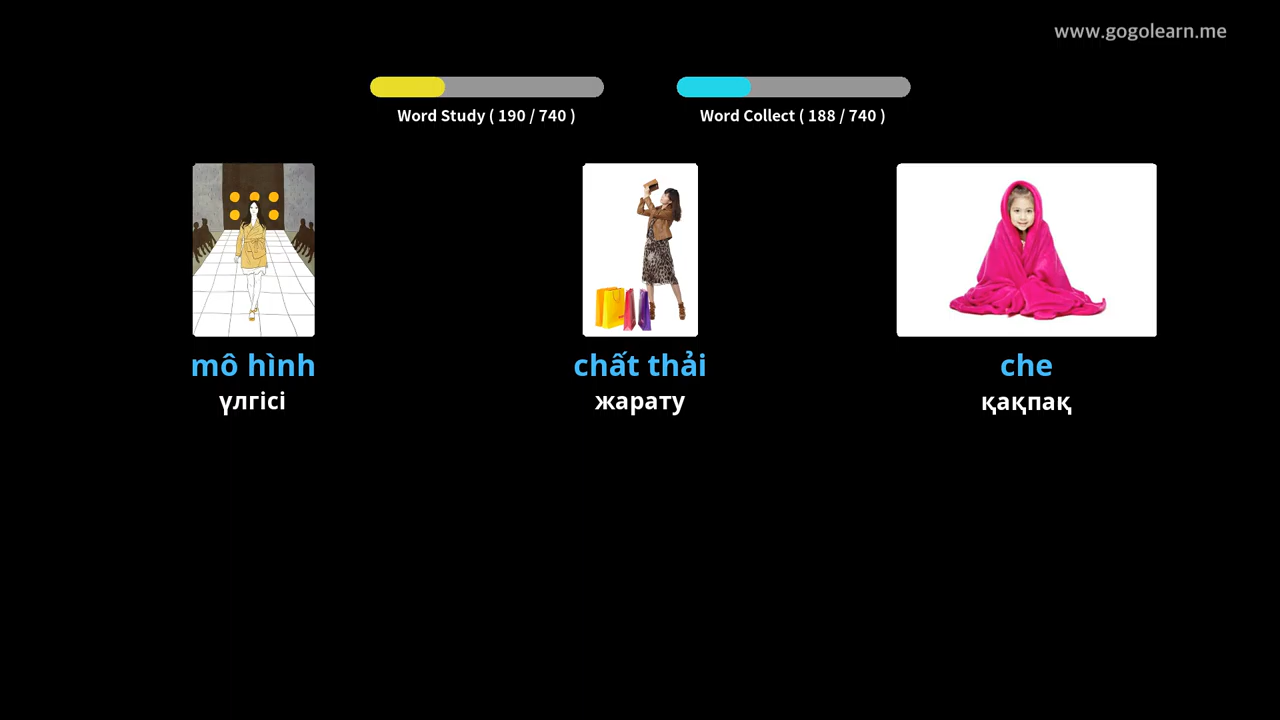 www.gogolearn.me
Word Study ( 190 / 740 )
Word Collect ( 188 / 740 )
mô hình
үлгісі
chất thải
жарату
che
қақпақ